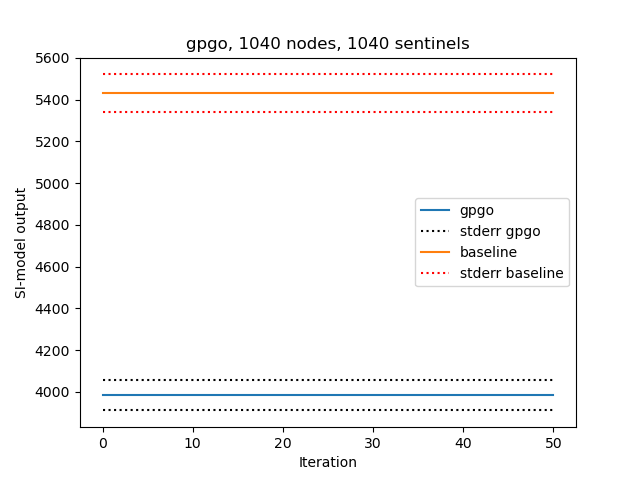 gpgo, 1040 nodes, 1040 sentinels
5600
5400
5200
5000
4800
4600
4400
4200
4000
SI-model output
gpgo
stderr gpgo
baseline
stderr baseline
0 10 20 30 40 50
Iteration